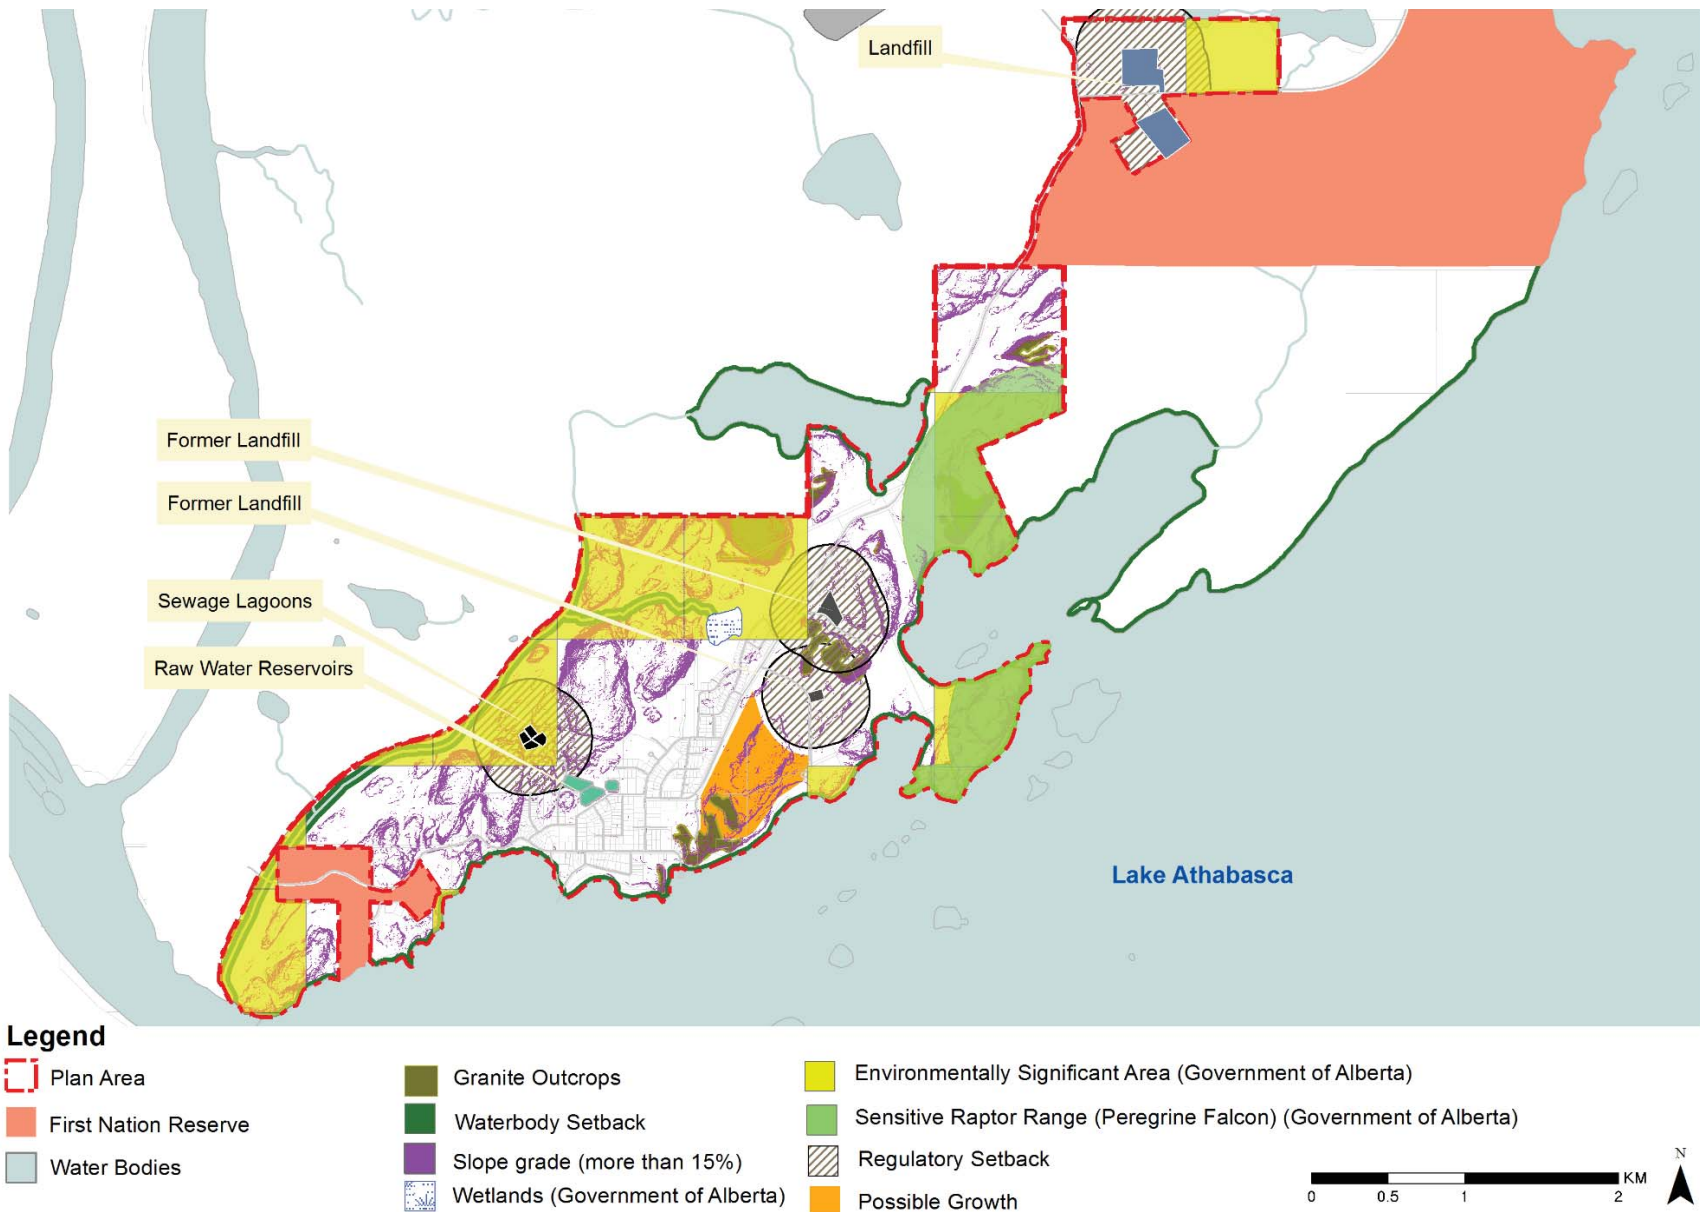 Landfill
Former Landfill
Former Landfill
Sewage Lagoons
Raw Water Reservoirs
Lake Athabasca
Legend
Plan Area
First Nation Reserve
Water Bodies
Granite Outcrops
Waterbody Setback
Slope grade (more than 15%)
Wetlands (Government of Alberta)
Environmentally Significant Area (Government of Alberta)
Sensitive Raptor Range (Peregrine Falcon) (Government of Alberta)
Regulatory Setback
Possible Growth
KM
0 0.5 1 2
N